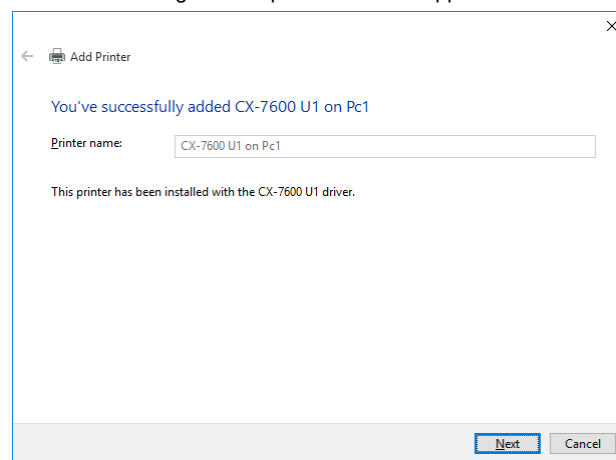 Add Printer
You've successfully added CX-7600 U1 on Pc1
Printer name:
CX-7600 U1 on Pc1
This printer has been installed with the CX-7600 U1 driver.
Next
Cancel